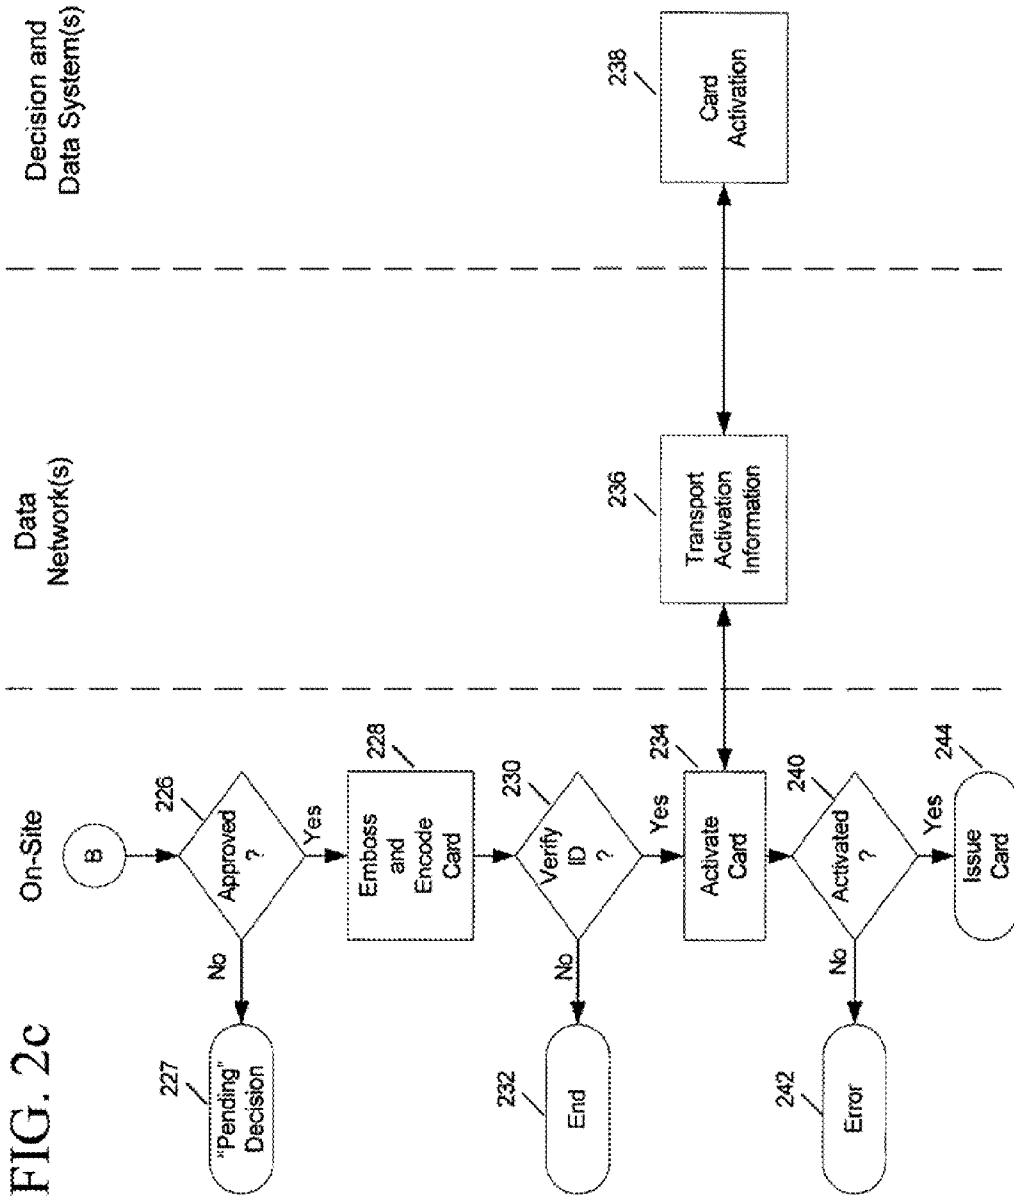 FIG. 2c
On-Site
Data
Network(s)
Decision and
Data System(s)
B
226
Approved
?
No
227
"Pending"
Decision
Yes
228
Emboss
and
Encode
Card
230
Verify
ID
?
No
232
End
Yes
234
Activate
Card
236
Transport
Activation
Information
238
Card
Activation
240
Activated
?
No
242
Error
Yes
244
Issue
Card